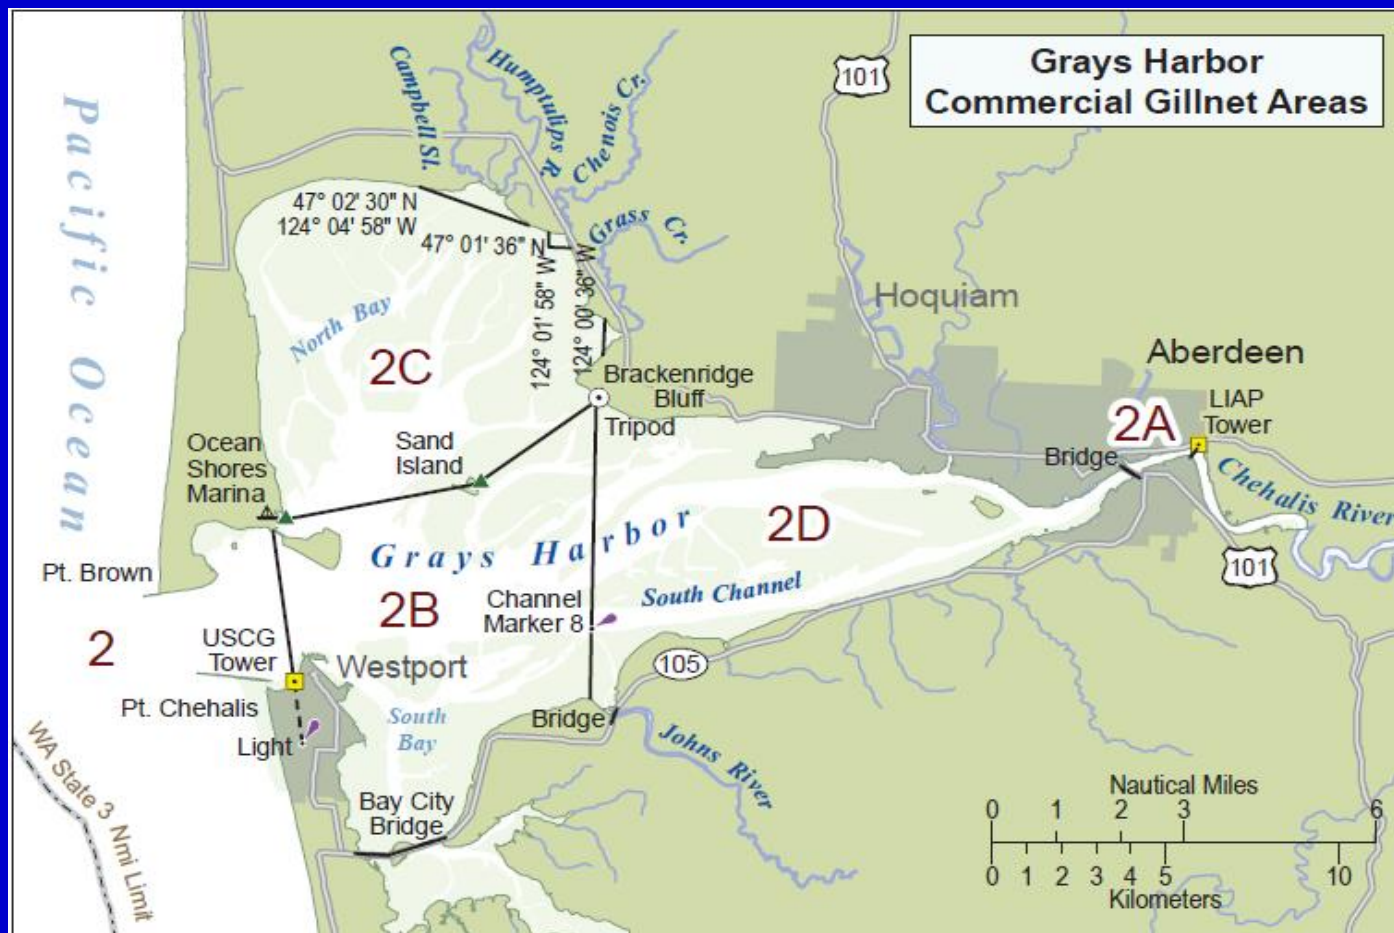 Grays Harbor
Commercial Gillnet Areas
Pacific Ocean
Campbell Sl.
Humptulips R.
Chenois Cr.
Grass Cr.
101
47° 02' 30" N
124° 04' 58" W
47° 01' 36" N
124° 01' 58" W
124° 00' 36" W
North Bay
2C
Hoquiam
Aberdeen
Brackenridge
Bluff
Tripod
LIAP
Tower
2A
Bridge
Chehalis River
Ocean
Shores
Marina
Sand
Island
2D
Grays Harbor
101
Pt. Brown
2B
Channel
Marker 8
South Channel
2
USCG
Tower
Westport
105
Pt. Chehalis
South
Bay
Bridge
Light
Johns River
WA State 3 Nmi Limit
Bay City
Bridge
Nautical Miles
0 1 2 3 6
0 1 2 3 4 5 10
Kilometers